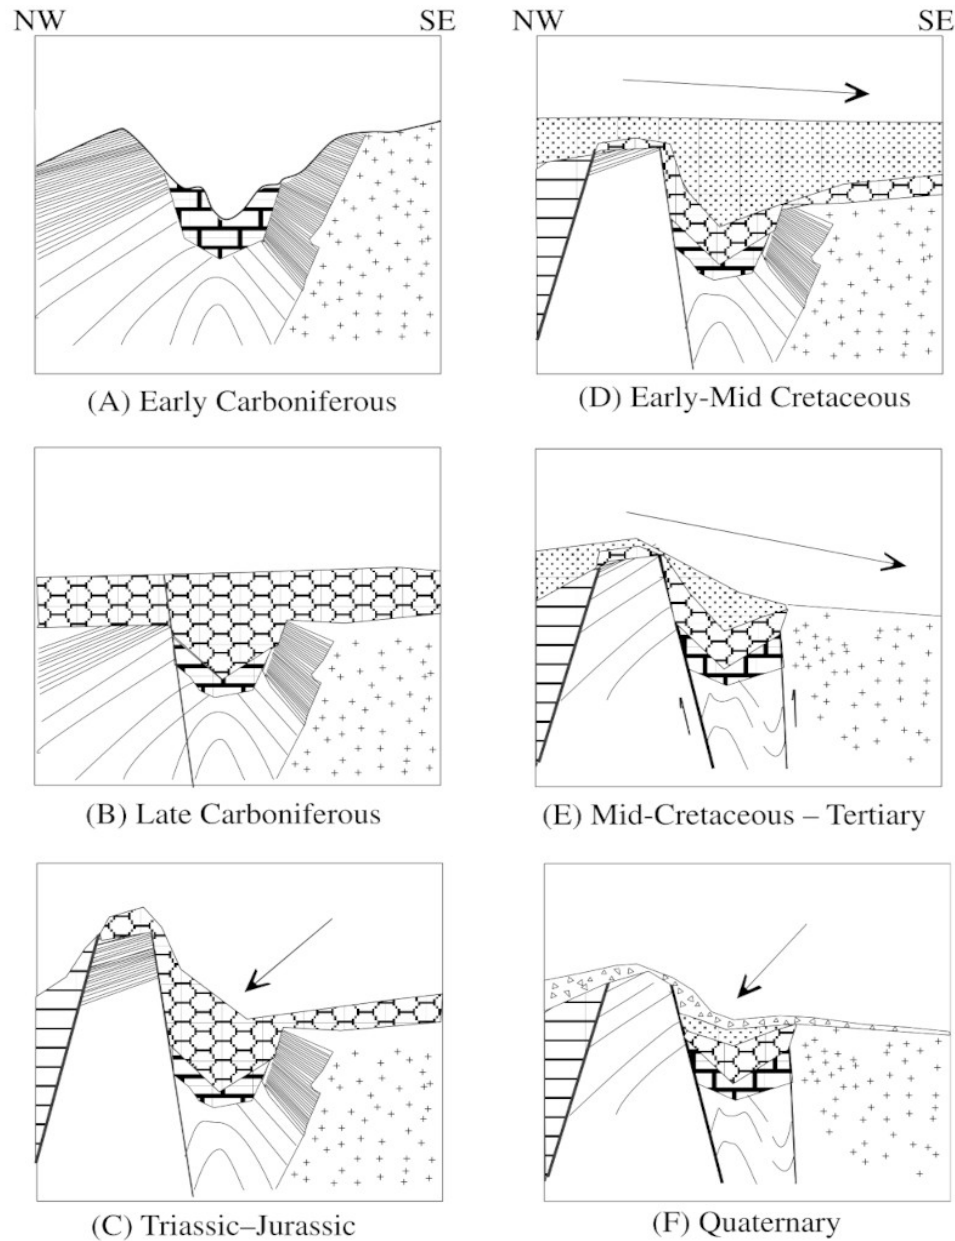 NW SE
(A) Early Carboniferous
(B) Late Carboniferous
(C) Triassic–Jurassic
NW SE
(D) Early-Mid Cretaceous
(E) Mid-Cretaceous – Tertiary
(F) Quaternary